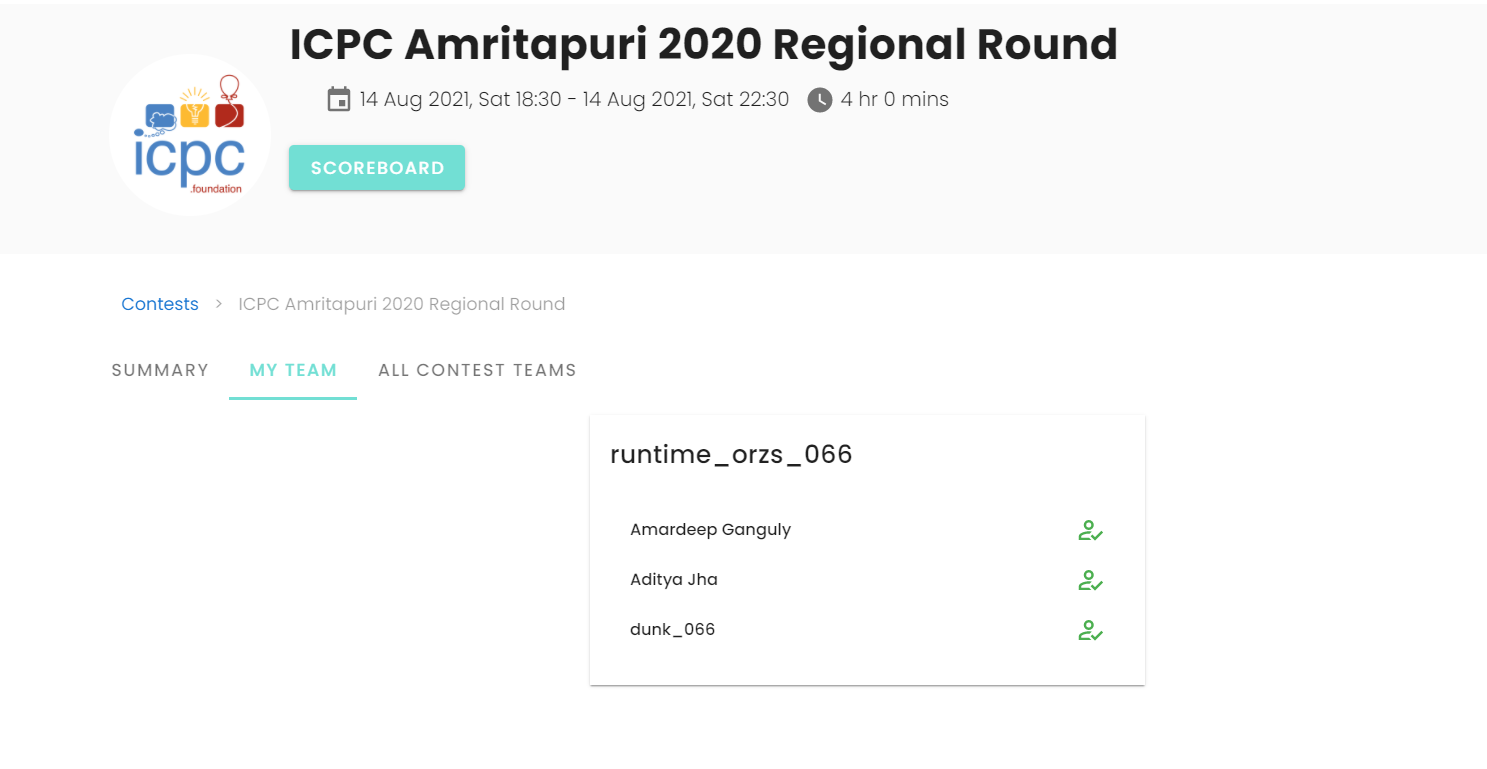 ICPC Amritapuri 2020 Regional Round
14 Aug 2021, Sat 18:30 - 14 Aug 2021, Sat 22:30 4 hr 0 mins
icpc
.foundation
SCOREBOARD
Contests > ICPC Amritapuri 2020 Regional Round
SUMMARY MY TEAM ALL CONTEST TEAMS
runtime_orzs_066
Amardeep Ganguly
Aditya Jha
dunk_066